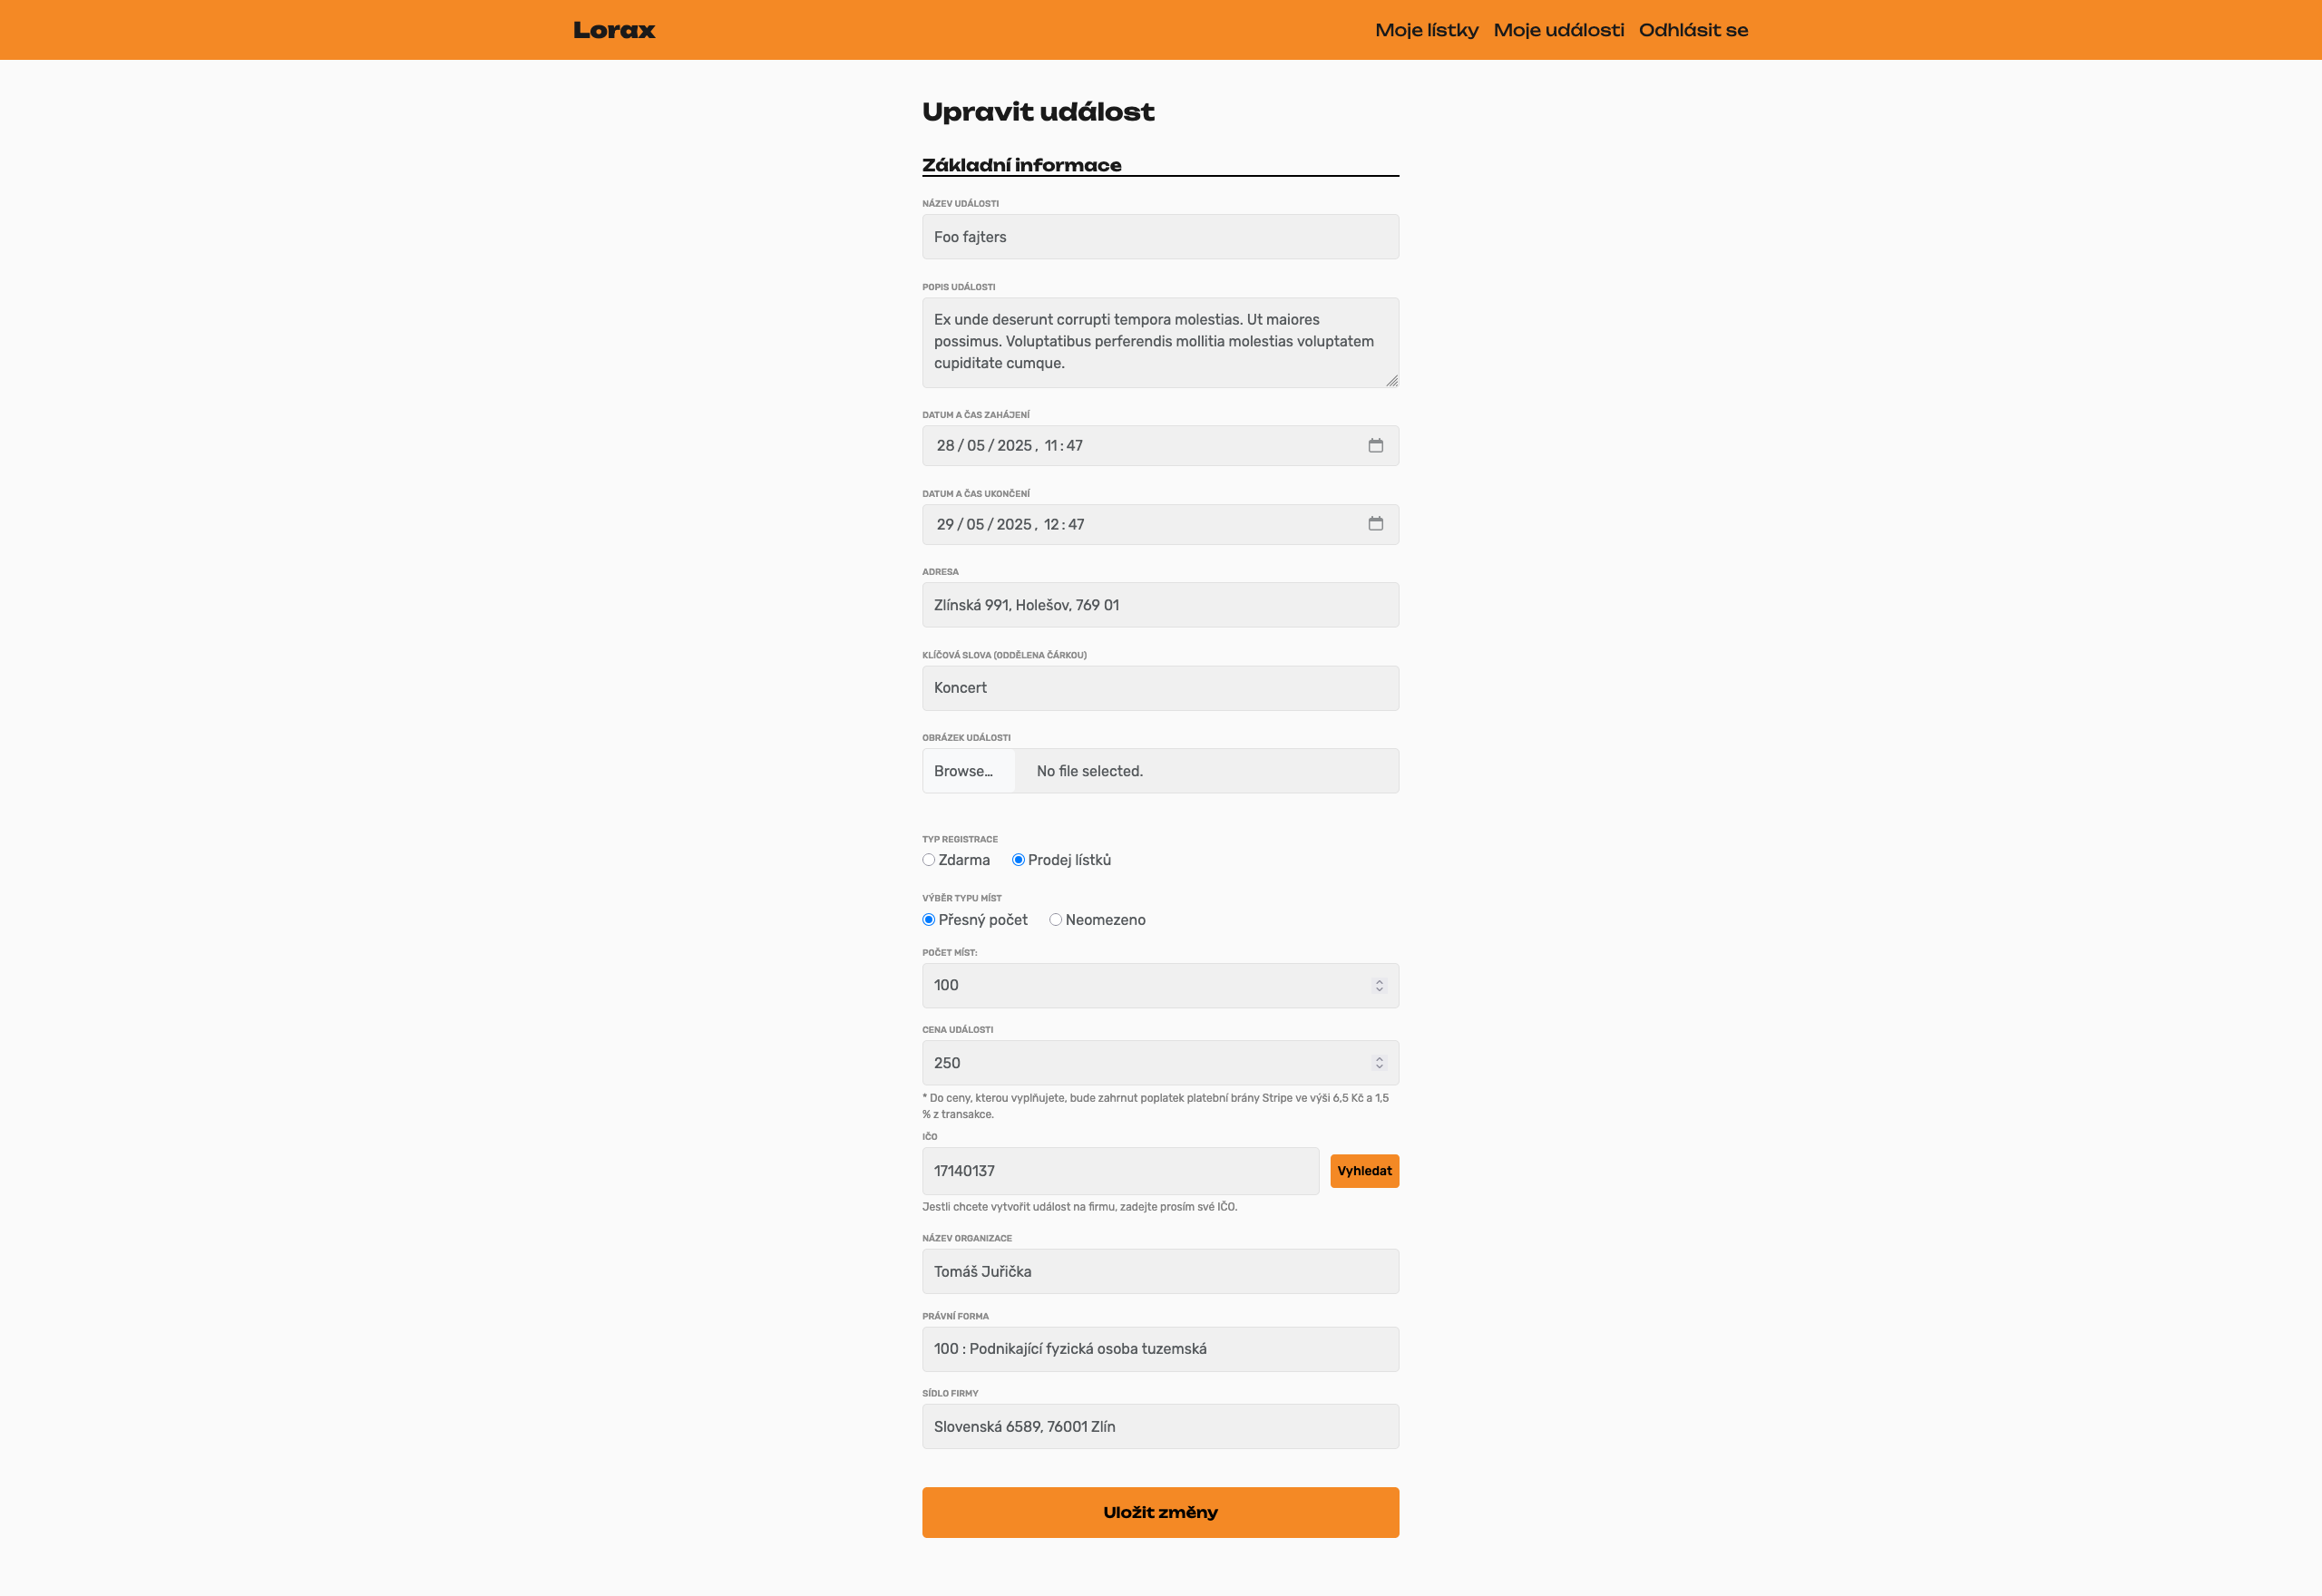 Lorax
Moje lístky Moje události Odhlásit se
Upravit událost
Základní informace
NÁZEV UDÁLOSTI
Foo fajters
POPIS UDÁLOSTI
Ex unde deserunt corrupti tempora molestias. Ut maiores
possimus. Voluptatibus perferendis mollitia molestias voluptatem
cupiditate cumque.
DATUM A ČAS ZAHÁJENÍ
28 / 05 / 2025 , 11 : 47
DATUM A ČAS UKONČENÍ
29 / 05 / 2025 , 12 : 47
ADRESA
Zlínská 991, Holešov, 769 01
KLÍČOVÁ SLOVA (ODDĚLENA ČÁRKOU)
Koncert
OBRÁZEK UDÁLOSTI
Browse... No file selected.
TYP REGISTRACE
Zdarma Prodej lístků
VÝBĚR TYPU MÍST
Přesný počet Neomezeno
POČET MÍST:
100
CENA UDÁLOSTI
250
* Do ceny, kterou vyplňujete, bude zahrnut poplatek platební brány Stripe ve výši 6,5 Kč a 1,5
% z transakce.
IČO
17140137 Vyhledat
Jestli chcete vytvořit událost na firmu, zadejte prosím své IČO.
NÁZEV ORGANIZACE
Tomáš Juřička
PRÁVNÍ FORMA
100 : Podnikající fyzická osoba tuzemská
SÍDLO FIRMY
Slovenská 6589, 76001 Zlín
Uložit změny